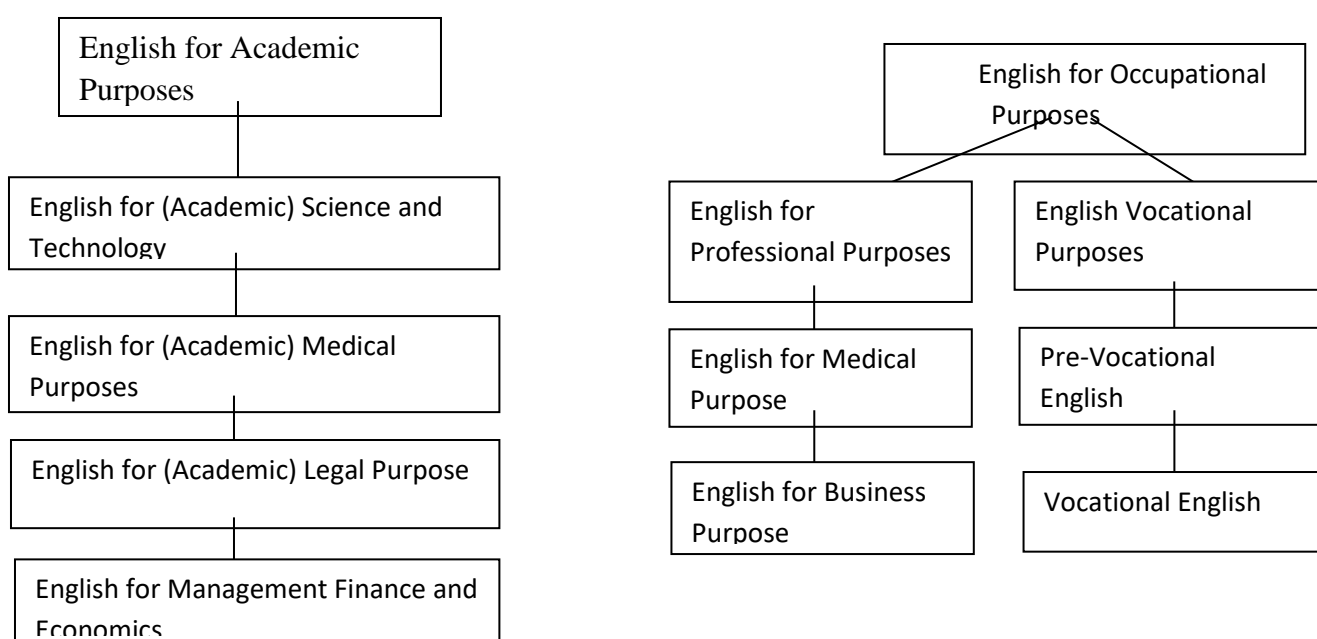 English for Academic
Purposes
English for (Academic) Science and
Technology
English for (Academic) Medical
Purposes
English for (Academic) Legal Purpose
English for Management Finance and
Economics
English for Occupational
Purposes
English for
Professional Purposes
English for Medical
Purpose
English for Business
Purpose
English Vocational
Purposes
Pre-Vocational
English
Vocational English